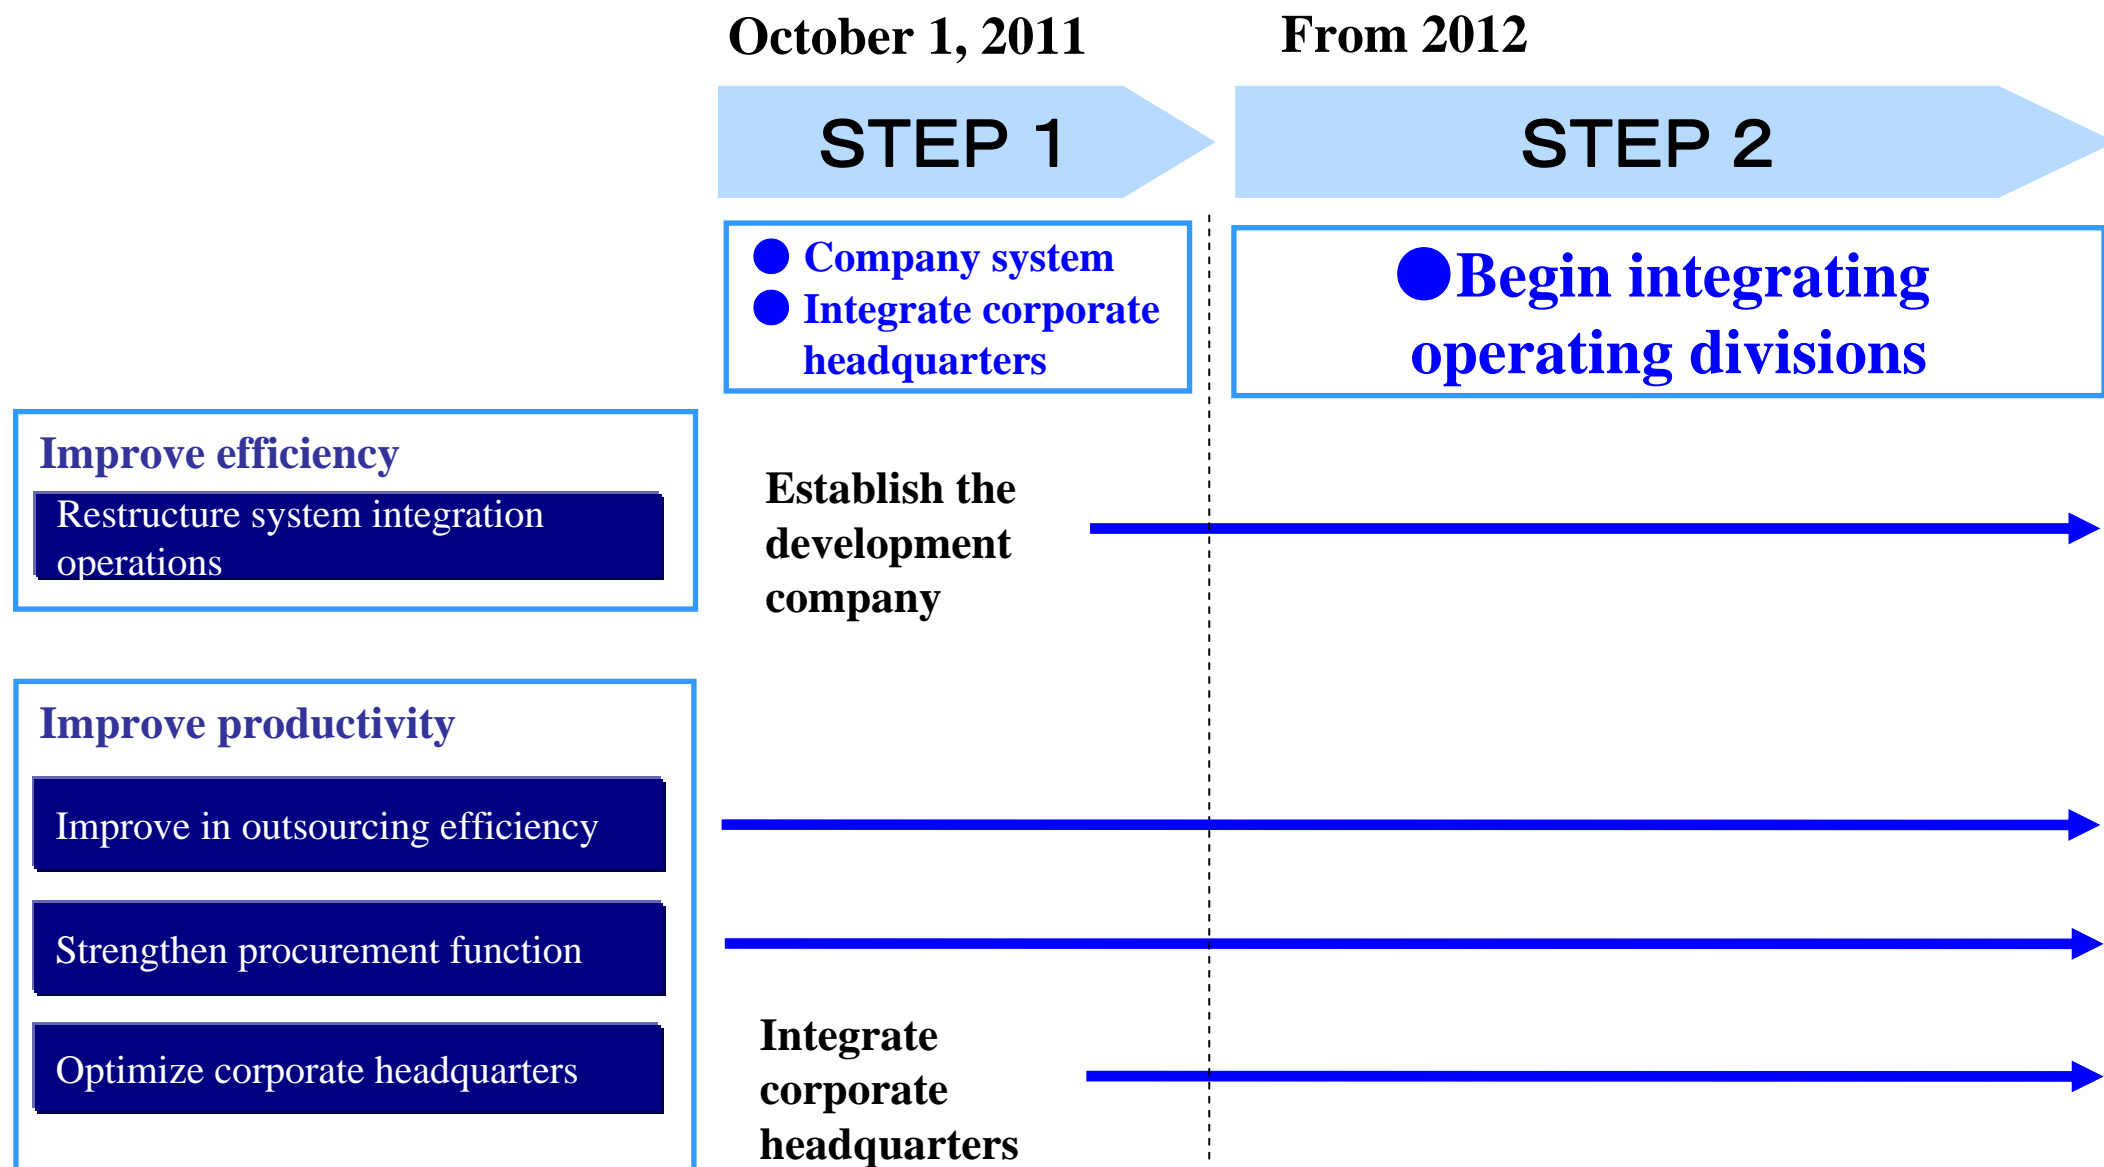 October 1, 2011
From 2012
STEP 1
STEP 2
● Company system
● Integrate corporate
headquarters
●Begin integrating
operating divisions
Improve efficiency
Restructure system integration
operations
Establish the
development
company
Improve productivity
Improve in outsourcing efficiency
Strengthen procurement function
Optimize corporate headquarters
Integrate
corporate
headquarters